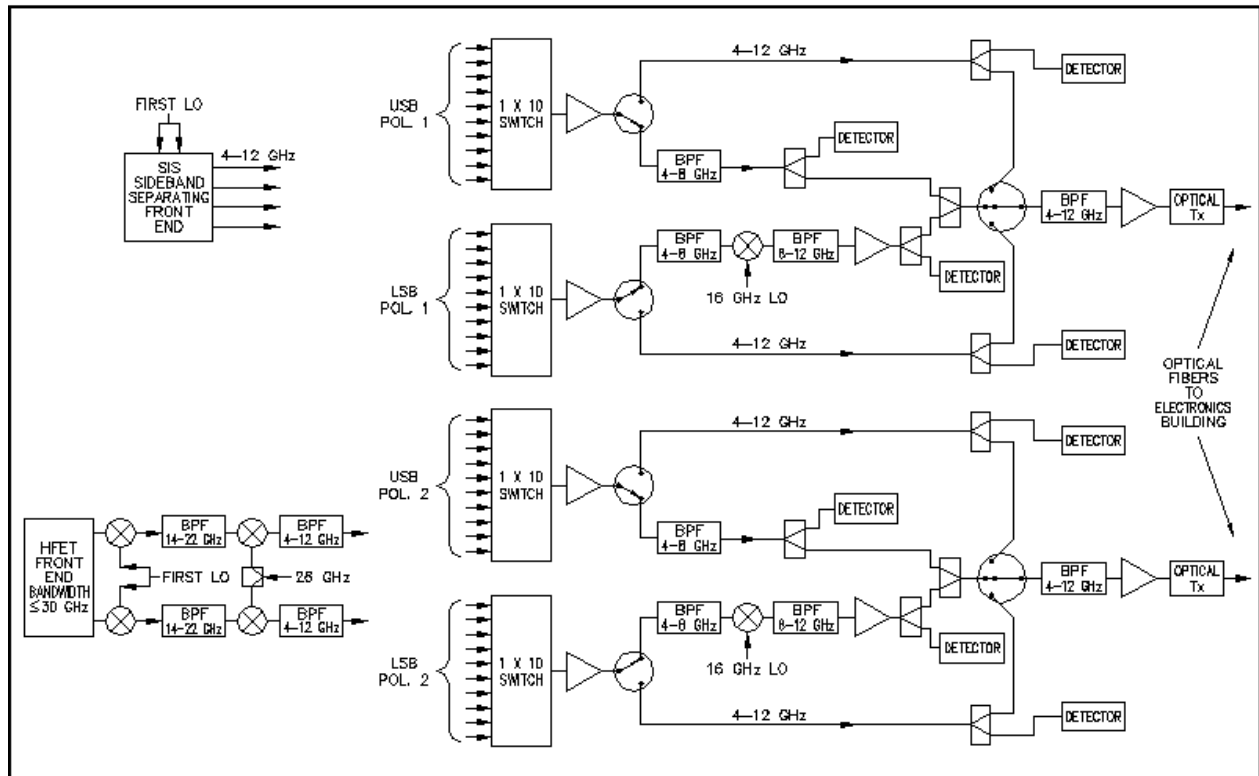 FIRST LO
SIS
SIDEBAND
SEPARATING
FRONT
END
4—12 GHz
USB
POL. 1
1 X 10
SWITCH
4—12 GHz
DETECTOR
BPF
4-8 GHz
DETECTOR
LSB
POL. 1
1 X 10
SWITCH
BPF
4-8 GHz
16 GHz LO
BPF
8-12 GHz
DETECTOR
4—12 GHz
DETECTOR
BPF
4-12 GHz
OPTICAL
Tx
OPTICAL
FIBERS
TO
ELECTRONICS
BUILDING
HFET
FRONT
END
BANDWIDTH
≤30 GHz
BPF
14-22 GHz
BPF
4-12 GHz
FIRST LO
26 GHz
BPF
14-22 GHz
BPF
4-12 GHz
USB
POL. 2
1 X 10
SWITCH
4—12 GHz
DETECTOR
BPF
4-8 GHz
DETECTOR
LSB
POL. 2
1 X 10
SWITCH
BPF
4-8 GHz
16 GHz LO
BPF
8-12 GHz
DETECTOR
4—12 GHz
DETECTOR
BPF
4-12 GHz
OPTICAL
Tx